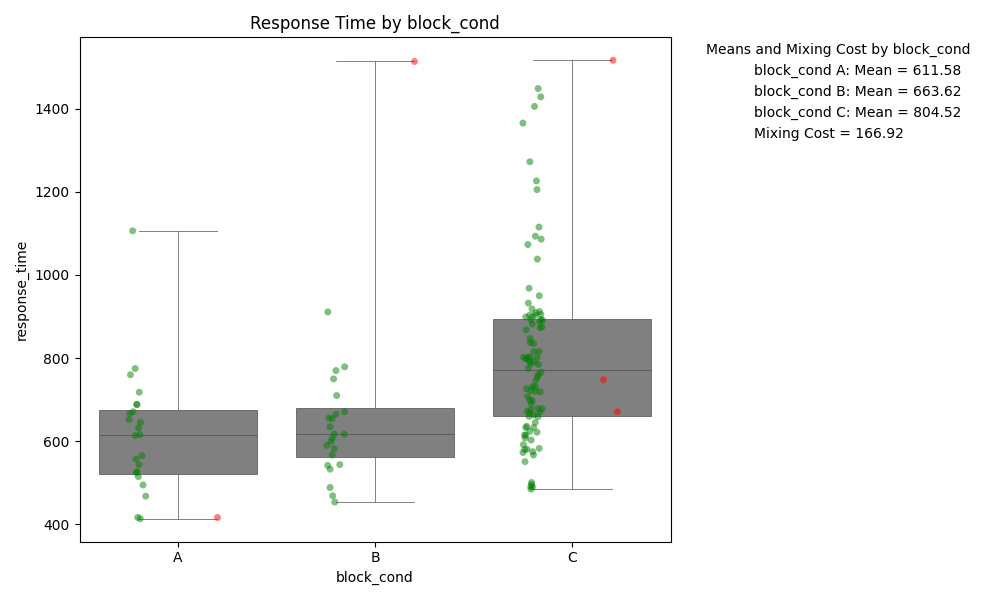 Response Time by block_cond
Means and Mixing Cost by block_cond
block_cond A: Mean = 611.58
block_cond B: Mean = 663.62
block_cond C: Mean = 804.52
Mixing Cost = 166.92
response_time
1400
1200
1000
800
600
400
A
B
C
block_cond